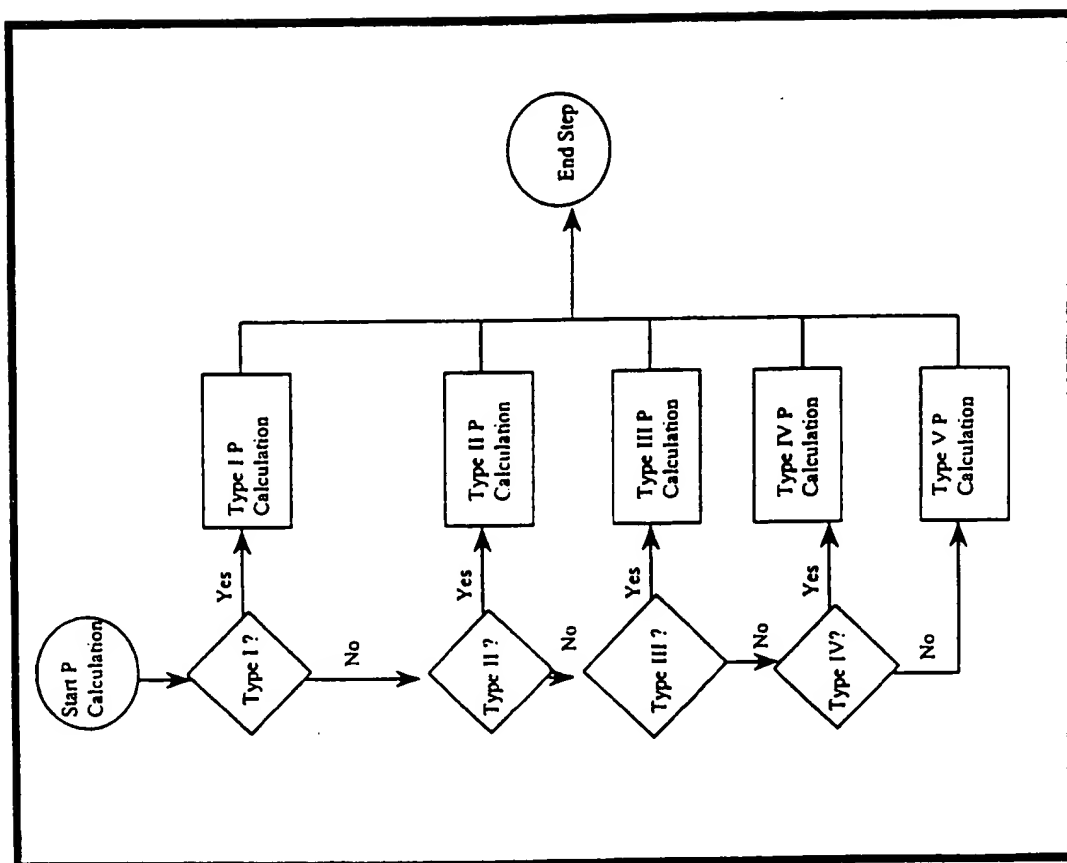 Start P
Calculation
Type I ?
Yes
Type I P
Calculation
No
Type II ?
Yes
Type II P
Calculation
No
Type III ?
Yes
Type III P
Calculation
No
Type IV?
Yes
Type IV P
Calculation
No
Type V P
Calculation
End Step